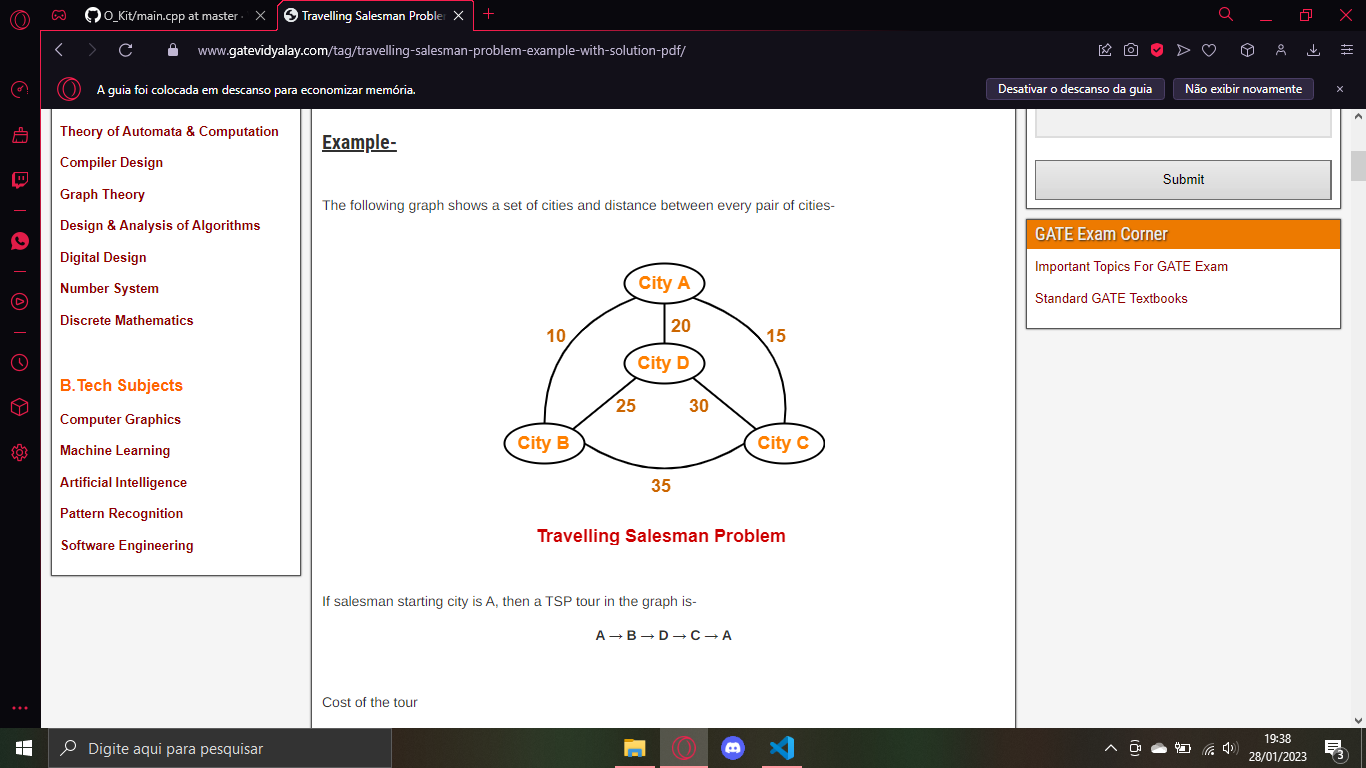 O_Kit/main.cpp at master ·
Travelling Salesman Proble
www.gatevidyalay.com/tag/travelling-salesman-problem-example-with-solution-pdf/
A guia foi colocada em descanso para economizar memória.
Desativar o descanso da guia
Não exibir novamente
Theory of Automata & Computation
Compiler Design
Graph Theory
Design & Analysis of Algorithms
Digital Design
Number System
Discrete Mathematics
B.Tech Subjects
Computer Graphics
Machine Learning
Artificial Intelligence
Pattern Recognition
Software Engineering
Example-
The following graph shows a set of cities and distance between every pair of cities-
City A
10
20
15
City D
25
30
City B
City C
35
Travelling Salesman Problem
If salesman starting city is A, then a TSP tour in the graph is-
A → B → D → C → A
Cost of the tour
Submit
GATE Exam Corner
Important Topics For GATE Exam
Standard GATE Textbooks
Digite aqui para pesquisar
19:38
28/01/2023
3